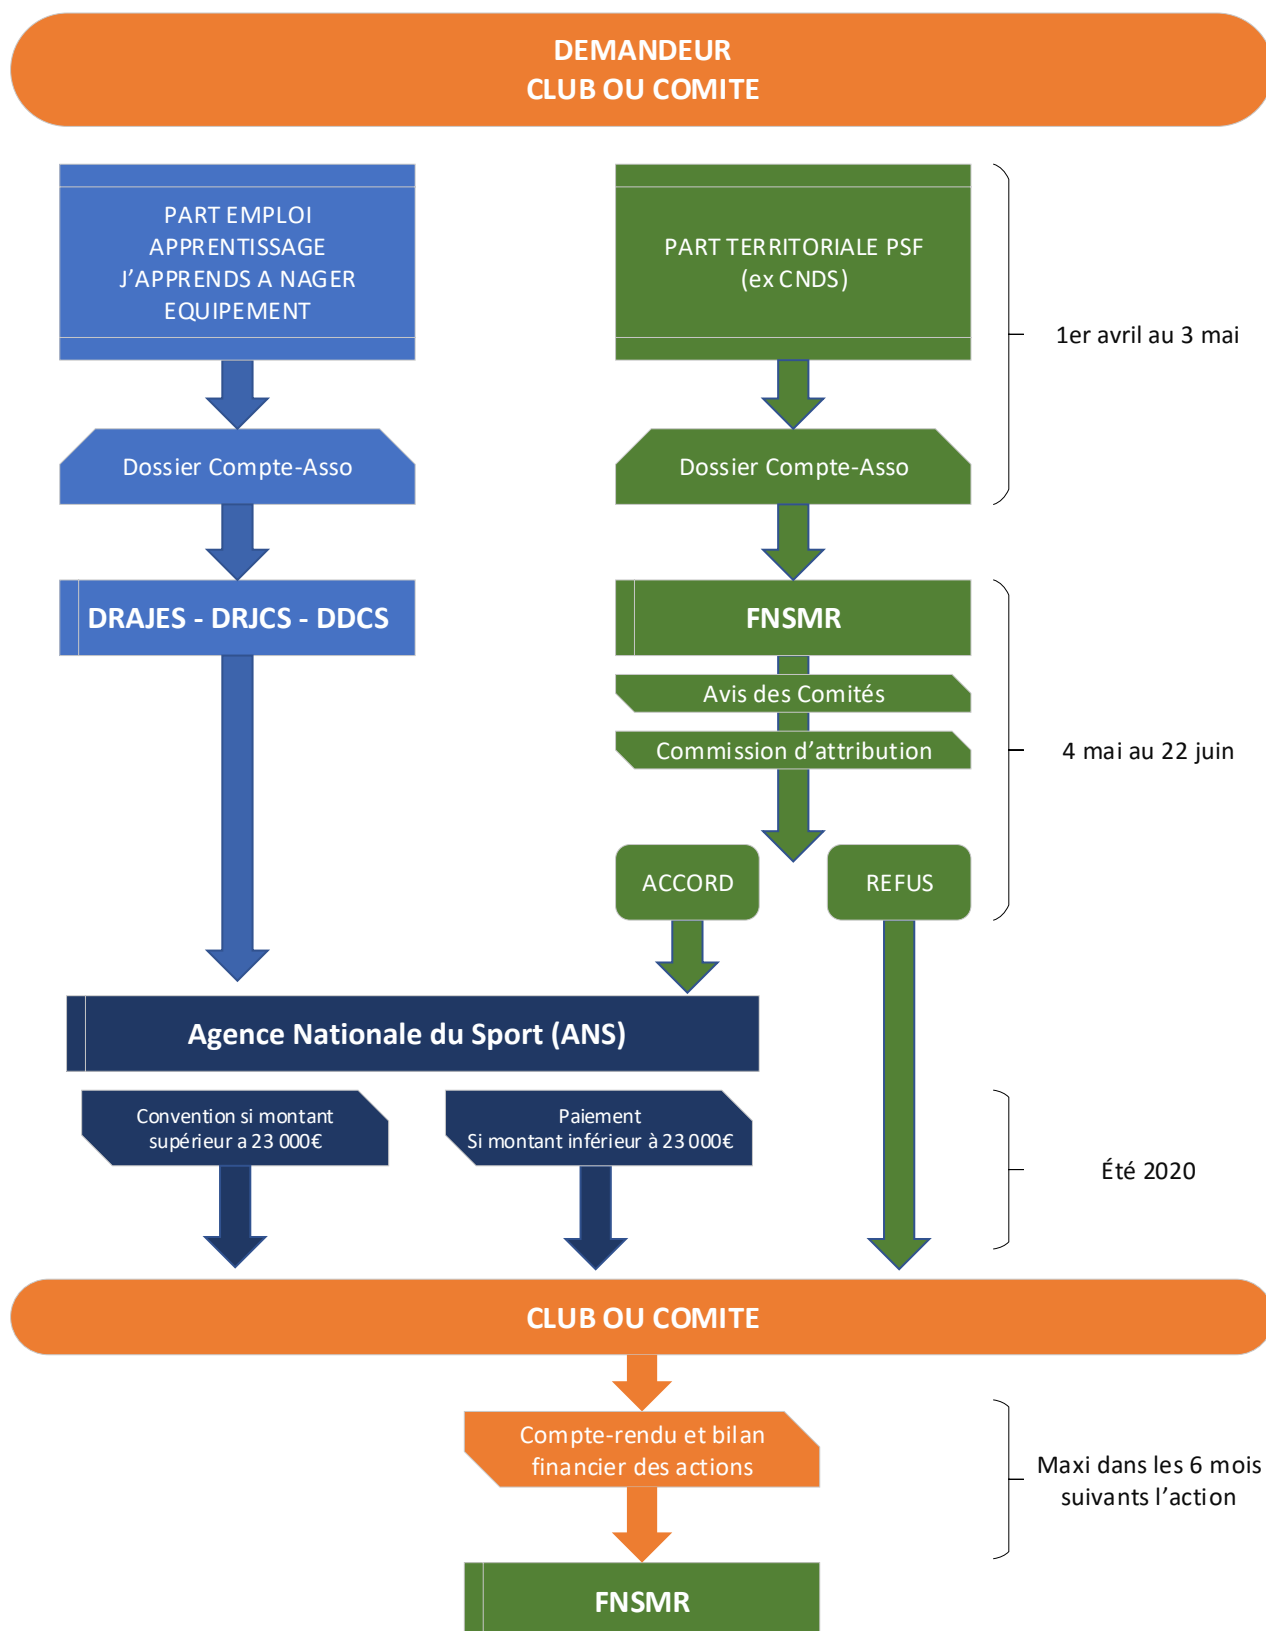 DEMANDEUR
CLUB OU COMITE
PART EMPLOI
APPRENTISSAGE
J’APPRENDS A NAGER
EQUIPEMENT
PART TERRITORIALE PSF
(ex CNDS)
1er avril au 3 mai
Dossier Compte-Asso
Dossier Compte-Asso
DRAJES - DRJCS - DDCS
FNSMR
Avis des Comités
Commission d’attribution
4 mai au 22 juin
ACCORD
REFUS
Agence Nationale du Sport (ANS)
Convention si montant
supérieur a 23 000€
Paiement
Si montant inférieur à 23 000€
Été 2020
CLUB OU COMITE
Compte-rendu et bilan
financier des actions
Maxi dans les 6 mois
suivants l’action
FNSMR